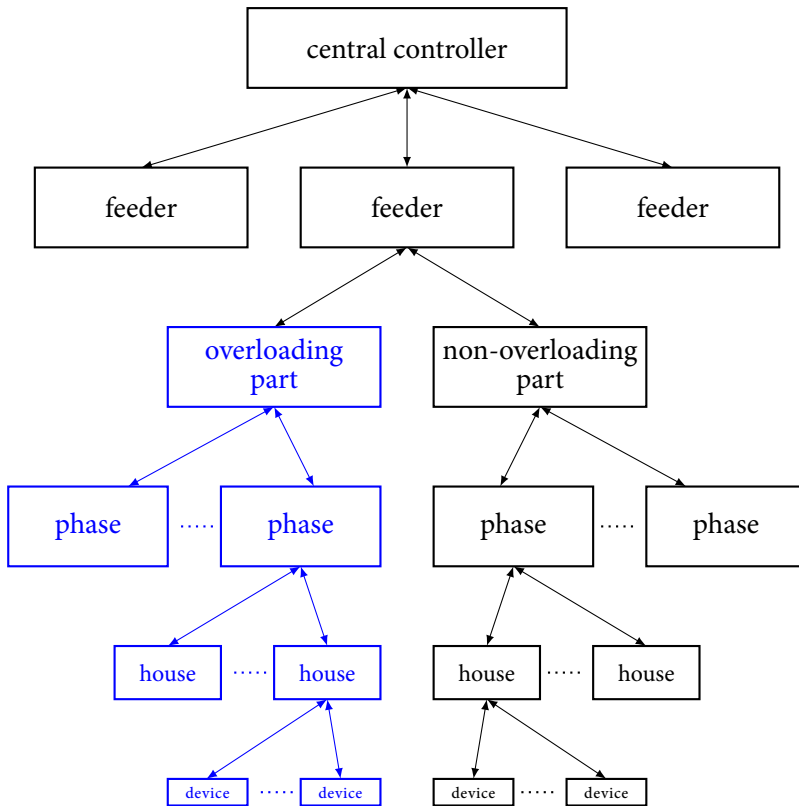 central controller
feeder feeder feeder
overloading non-overloading
part part
phase ..... phase phase ..... phase
house ..... house house ..... house
device ..... device device ..... device